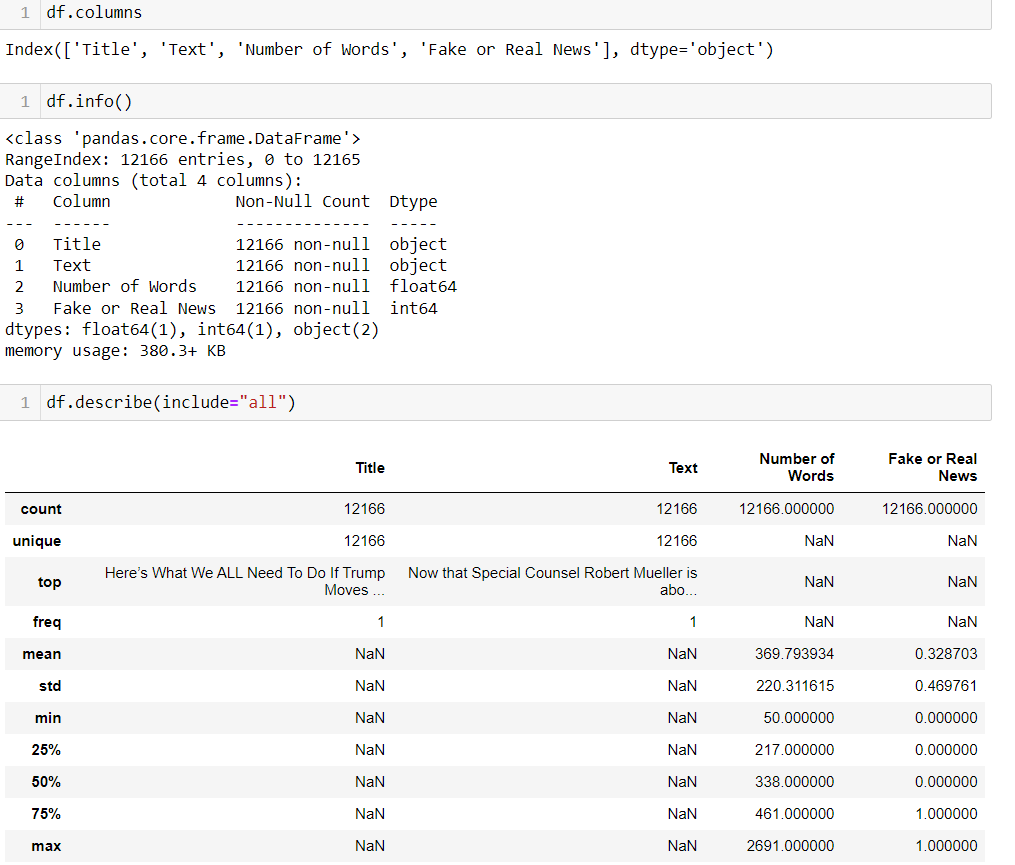 1 df.columns
Index(['Title', 'Text', 'Number of Words', 'Fake or Real News'], dtype='object')
1 df.info()
<class 'pandas.core.frame.DataFrame'>
RangeIndex: 12166 entries, 0 to 12165
Data columns (total 4 columns):
# Column Non-Null Count Dtype
--- ------ -------------- -----
0 Title 12166 non-null object
1 Text 12166 non-null object
2 Number of Words 12166 non-null float64
3 Fake or Real News 12166 non-null int64
dtypes: float64(1), int64(1), object(2)
memory usage: 380.3+ KB
1 df.describe(include="all")
Title Text Number of Words Fake or Real News
count 12166 12166 12166.000000 12166.000000
unique 12166 12166 NaN NaN
top Here’s What We ALL Need To Do If Trump Moves ... Now that Special Counsel Robert Mueller is abo... NaN NaN
freq 1 1 NaN NaN
mean NaN NaN 369.793934 0.328703
std NaN NaN 220.311615 0.469761
min NaN NaN 50.000000 0.000000
25% NaN NaN 217.000000 0.000000
50% NaN NaN 338.000000 0.000000
75% NaN NaN 461.000000 1.000000
max NaN NaN 2691.000000 1.000000